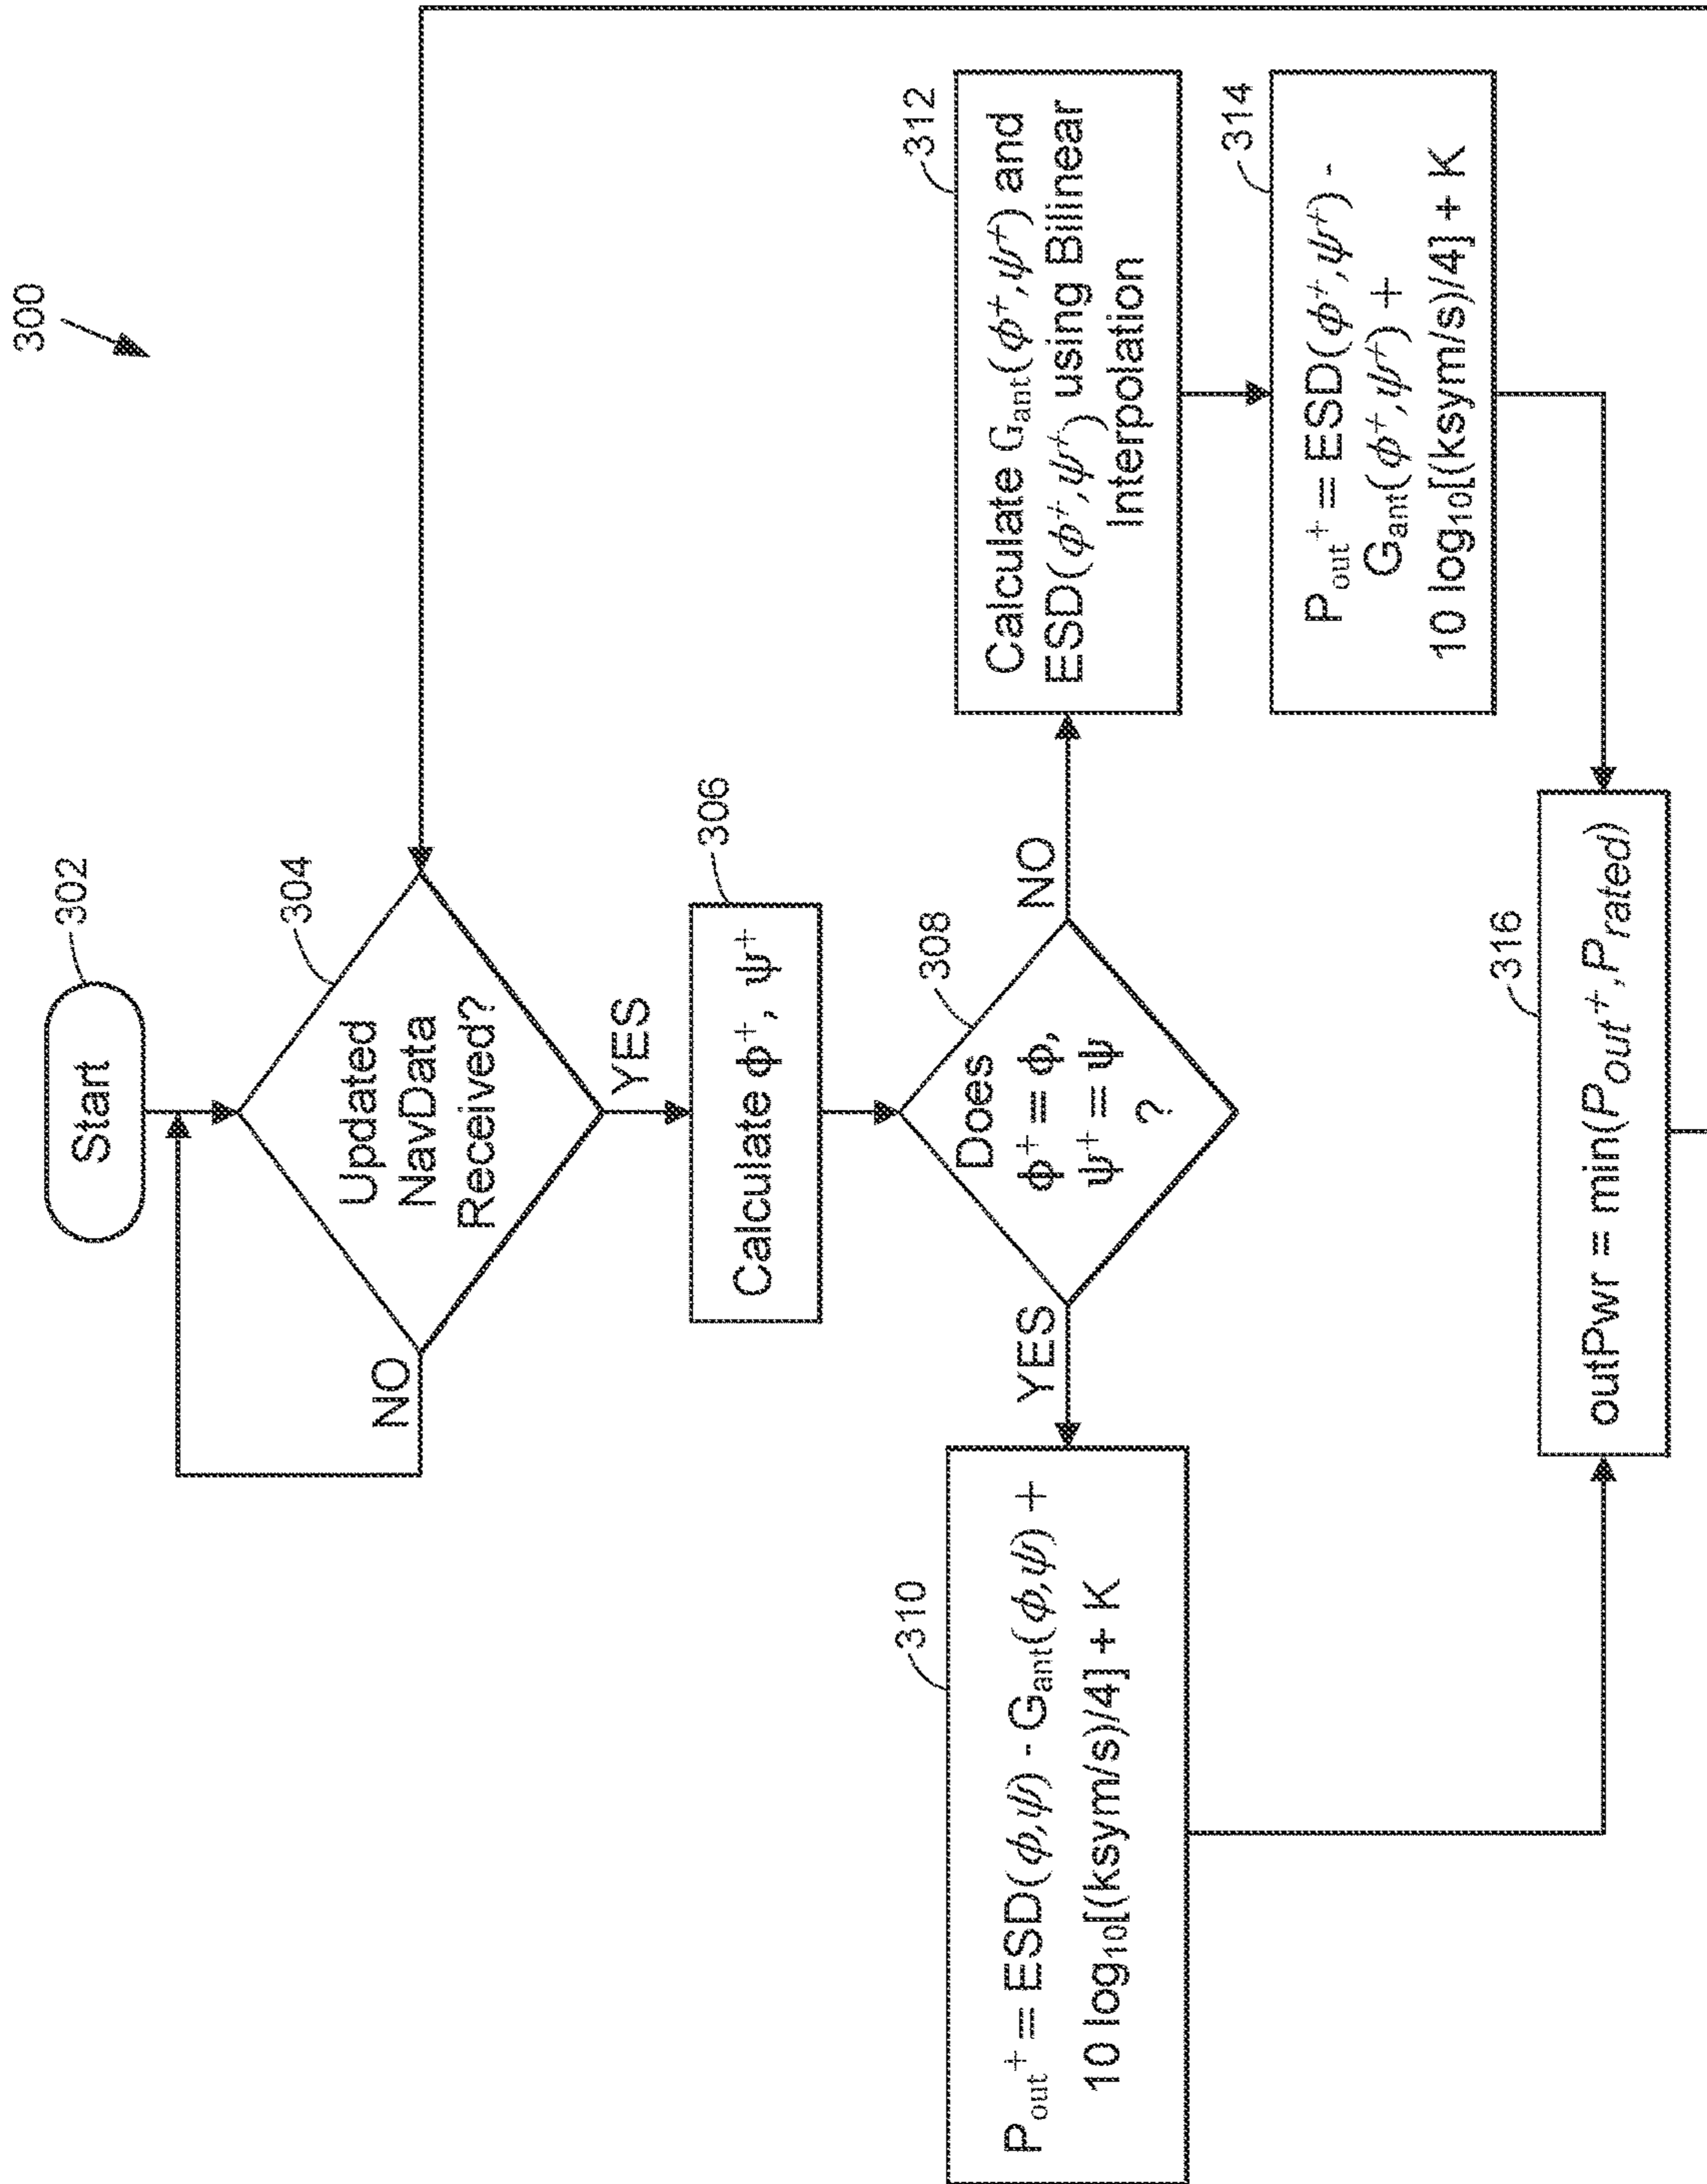 300
302
Start
304
Updated
NavData
Received?
NO
YES
306
Calculate ϕ⁺, ψ⁺
308
Does
ϕ⁺ = ϕ,
ψ⁺ = ψ
?
YES
NO
310
P_out⁺ = ESD(ϕ,ψ) - G_ant(ϕ,ψ) +
10 log₁₀[(ksym/s)/4] + K
312
Calculate G_ant(ϕ⁺,ψ⁺) and
ESD(ϕ⁺,ψ⁺) using Bilinear
Interpolation
314
P_out⁺ = ESD(ϕ⁺,ψ⁺) -
G_ant(ϕ⁺,ψ⁺) +
10 log₁₀[(ksym/s)/4] + K
316
outPwr = min(P_out⁺,P_rated)